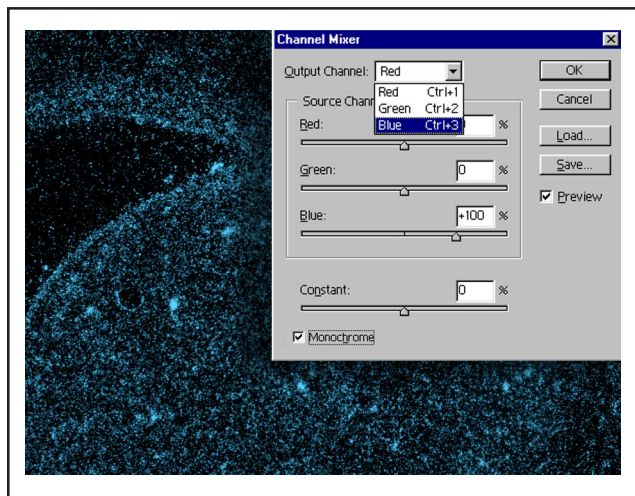 Channel Mixer
Output Channel: Red
Red Ctrl+1
Green Ctrl+2
Blue Ctrl+3
Source Chan
Red: %
Green: 0 %
Blue: +100 %
Constant: 0 %
Monochrome
OK
Cancel
Load...
Save...
Preview